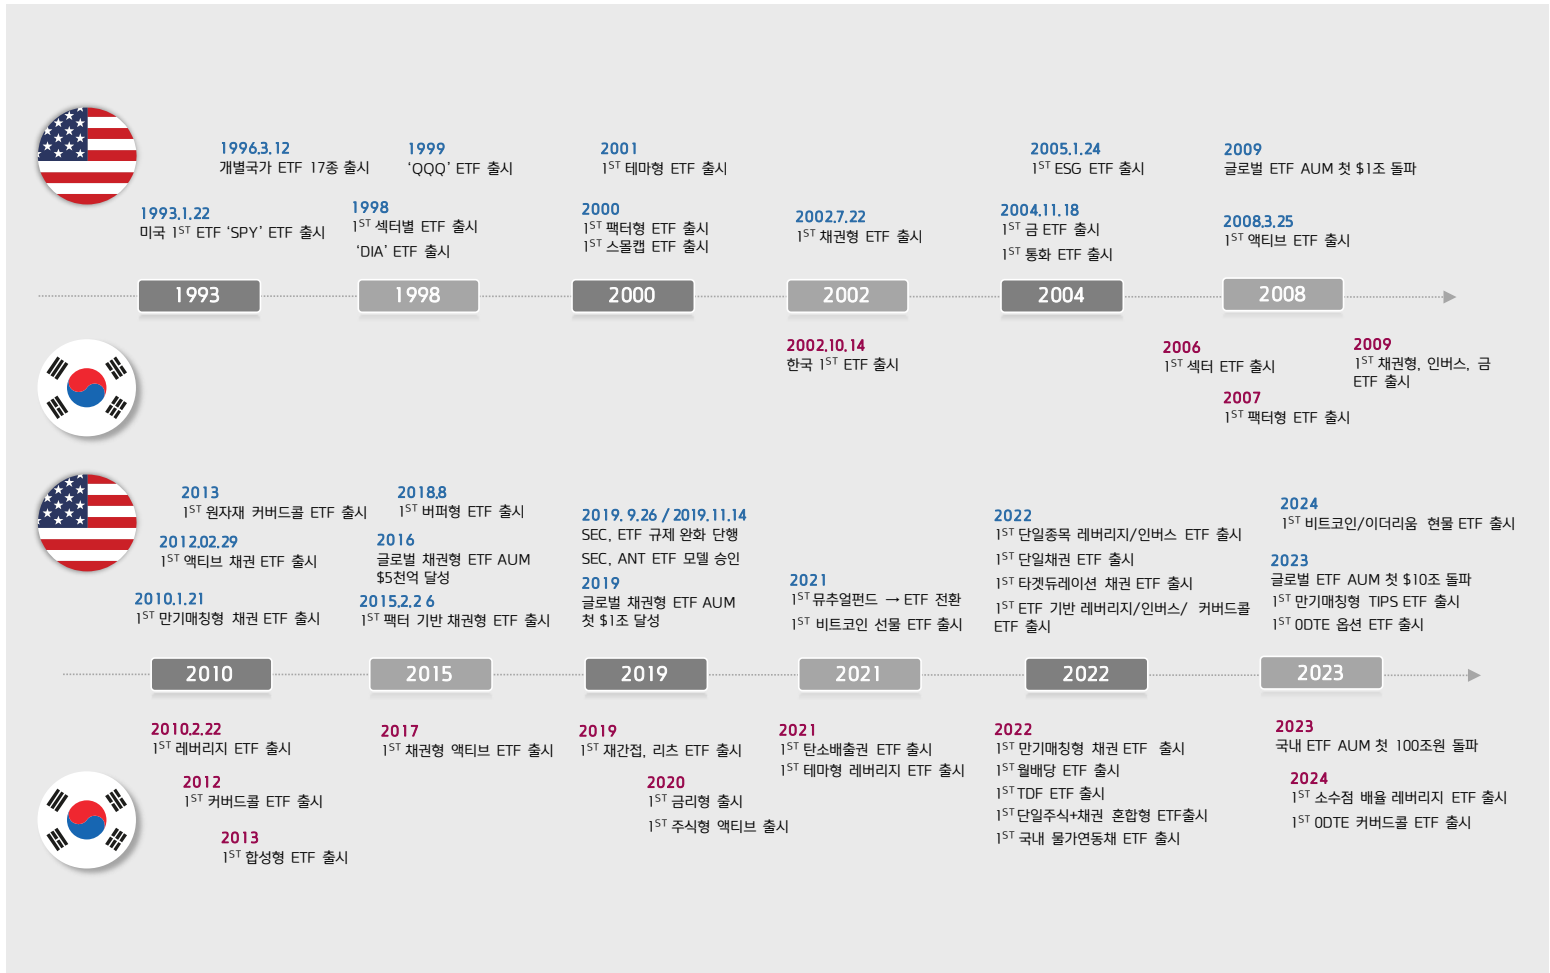 1996.3.12
개별국가 ETF 17종 출시
1999
‘QQQ’ ETF 출시
2001
1ST 테마형 ETF 출시
2005.1.24
1ST ESG ETF 출시
2009
글로벌 ETF AUM 첫 $1조 돌파
1993.1.22
미국 1ST ETF ‘SPY’ ETF 출시
1998
1ST 섹터별 ETF 출시
‘DIA’ ETF 출시
2000
1ST 팩터형 ETF 출시
1ST 스몰캡 ETF 출시
2002.7.22
1ST 채권형 ETF 출시
2004.11.18
1ST 금 ETF 출시
1ST 통화 ETF 출시
2008.3.25
1ST 액티브 ETF 출시
1993
1998
2000
2002
2004
2008
2002.10.14
한국 1ST ETF 출시
2006
1ST 섹터 ETF 출시
2007
1ST 팩터형 ETF 출시
2009
1ST 채권형, 인버스, 금
ETF 출시
2013
1ST 원자재 커버드콜 ETF 출시
2012.02.29
1ST 액티브 채권 ETF 출시
2010.1.21
1ST 만기매칭형 채권 ETF 출시
2018.8
1ST 버퍼형 ETF 출시
2016
글로벌 채권형 ETF AUM
$5천억 달성
2015.2.2 6
1ST 팩터 기반 채권형 ETF 출시
2019. 9.26 / 2019.11.14
SEC, ETF 규제 완화 단행
SEC, ANT ETF 모델 승인
2019
글로벌 채권형 ETF AUM
첫 $1조 달성
2021
1ST 뮤추얼펀드 → ETF 전환
1ST 비트코인 선물 ETF 출시
2022
1ST 단일종목 레버리지/인버스 ETF 출시
1ST 단일채권 ETF 출시
1ST 타겟듀레이션 채권 ETF 출시
1ST ETF 기반 레버리지/인버스/ 커버드콜
ETF 출시
2024
1ST 비트코인/이더리움 현물 ETF 출시
2023
글로벌 ETF AUM 첫 $10조 돌파
1ST 만기매칭형 TIPS ETF 출시
1ST 0DTE 옵션 ETF 출시
2010
2015
2019
2021
2022
2023
2010.2.22
1ST 레버리지 ETF 출시
2012
1ST 커버드콜 ETF 출시
2013
1ST 합성형 ETF 출시
2017
1ST 채권형 액티브 ETF 출시
2019
1ST 재간접, 리츠 ETF 출시
2020
1ST 금리형 출시
1ST 주식형 액티브 출시
2021
1ST 탄소배출권 ETF 출시
1ST 테마형 레버리지 ETF 출시
2022
1ST 만기매칭형 채권 ETF 출시
1ST 월배당 ETF 출시
1ST TDF ETF 출시
1ST 단일주식+채권 혼합형 ETF출시
1ST 국내 물가연동채 ETF 출시
2023
국내 ETF AUM 첫 100조원 돌파
2024
1ST 소수점 배율 레버리지 ETF 출시
1ST 0DTE 커버드콜 ETF 출시